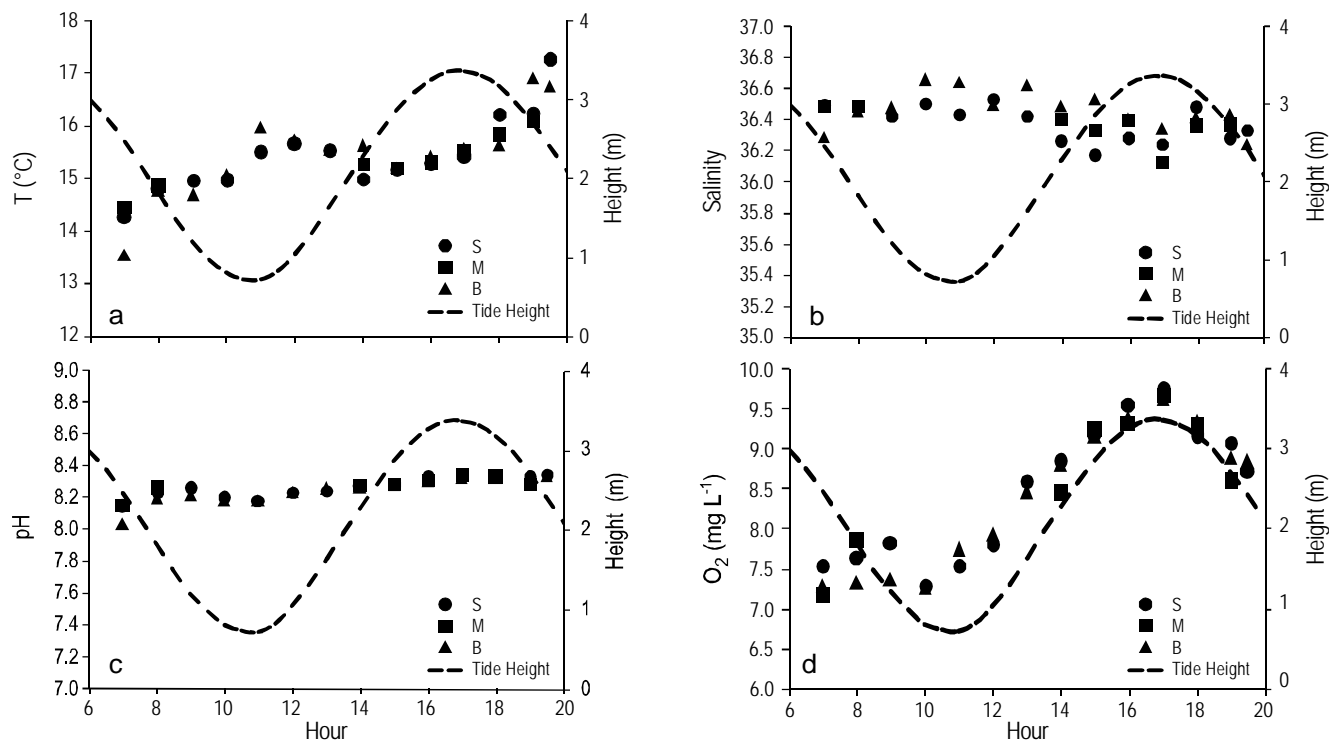 18
17
16
15
14
13
12
T (°C)
4
3
2
1
0
Height (m)
S
M
B
Tide Height
a
37.0
36.8
36.6
36.4
36.2
36.0
35.8
35.6
35.4
35.2
35.0
Salinity
4
3
2
1
0
Height (m)
S
M
B
Tide Height
b
9.0
8.8
8.6
8.4
8.2
8.0
7.8
7.6
7.4
7.2
7.0
pH
4
3
2
1
0
Height (m)
S
M
B
Tide Height
c
6 8 10 12 14 16 18 20
Hour
10.0
9.5
9.0
8.5
8.0
7.5
7.0
6.5
6.0
O2 (mg L-1)
4
3
2
1
0
Height (m)
S
M
B
Tide Height
d
6 8 10 12 14 16 18 20
Hour